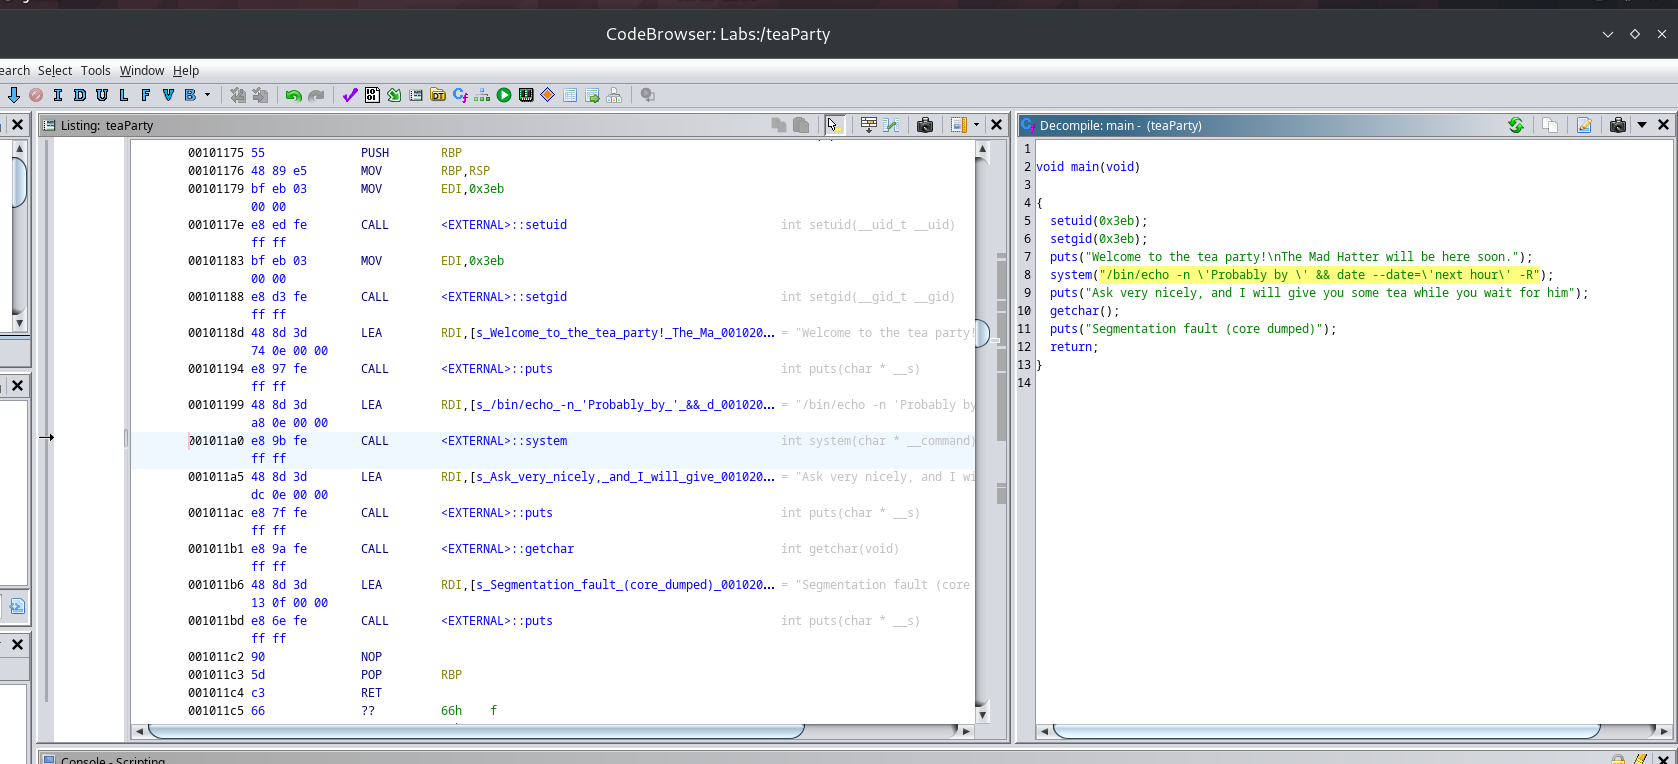 CodeBrowser: Labs:/teaParty
earch Select Tools Window Help
I D U L F V B
Listing: teaParty
00101175 55 PUSH RBP
00101176 48 89 e5 MOV RBP,RSP
00101179 bf eb 03 MOV EDI,0x3eb
00 00
0010117e e8 ed fe CALL <EXTERNAL>::setuid int setuid(__uid_t __uid)
ff ff
00101183 bf eb 03 MOV EDI,0x3eb
00 00
00101188 e8 d3 fe CALL <EXTERNAL>::setgid int setgid(__gid_t __gid)
ff ff
0010118d 48 8d 3d LEA RDI,[s_Welcome_to_the_tea_party!_The_Ma_001020... = "Welcome to the tea party!
74 0e 00 00
00101194 e8 97 fe CALL <EXTERNAL>::puts int puts(char * __s)
ff ff
00101199 48 8d 3d LEA RDI,[s_/bin/echo_-n_'Probably_by_'_&&_d_001020... = "/bin/echo -n 'Probably by
a8 0e 00 00
001011a0 e8 9b fe CALL <EXTERNAL>::system int system(char * __command)
ff ff
001011a5 48 8d 3d LEA RDI,[s_Ask_very_nicely,_and_I_will_give_001020... = "Ask very nicely, and I wi
dc 0e 00 00
001011ac e8 7f fe CALL <EXTERNAL>::puts int puts(char * __s)
ff ff
001011b1 e8 9a fe CALL <EXTERNAL>::getchar int getchar(void)
ff ff
001011b6 48 8d 3d LEA RDI,[s_Segmentation_fault_(core_dumped)_001020... = "Segmentation fault (core
13 0f 00 00
001011bd e8 6e fe CALL <EXTERNAL>::puts int puts(char * __s)
ff ff
001011c2 90 NOP
001011c3 5d POP RBP
001011c4 c3 RET
001011c5 66 ?? 66h f
Decompile: main - (teaParty)
1
2 void main(void)
3
4 {
5 setuid(0x3eb);
6 setgid(0x3eb);
7 puts("Welcome to the tea party!\nThe Mad Hatter will be here soon.");
8 system("/bin/echo -n \'Probably by \' && date --date=\'next hour\' -R");
9 puts("Ask very nicely, and I will give you some tea while you wait for him");
10 getchar();
11 puts("Segmentation fault (core dumped)");
12 return;
13 }
14
Console - Scripting